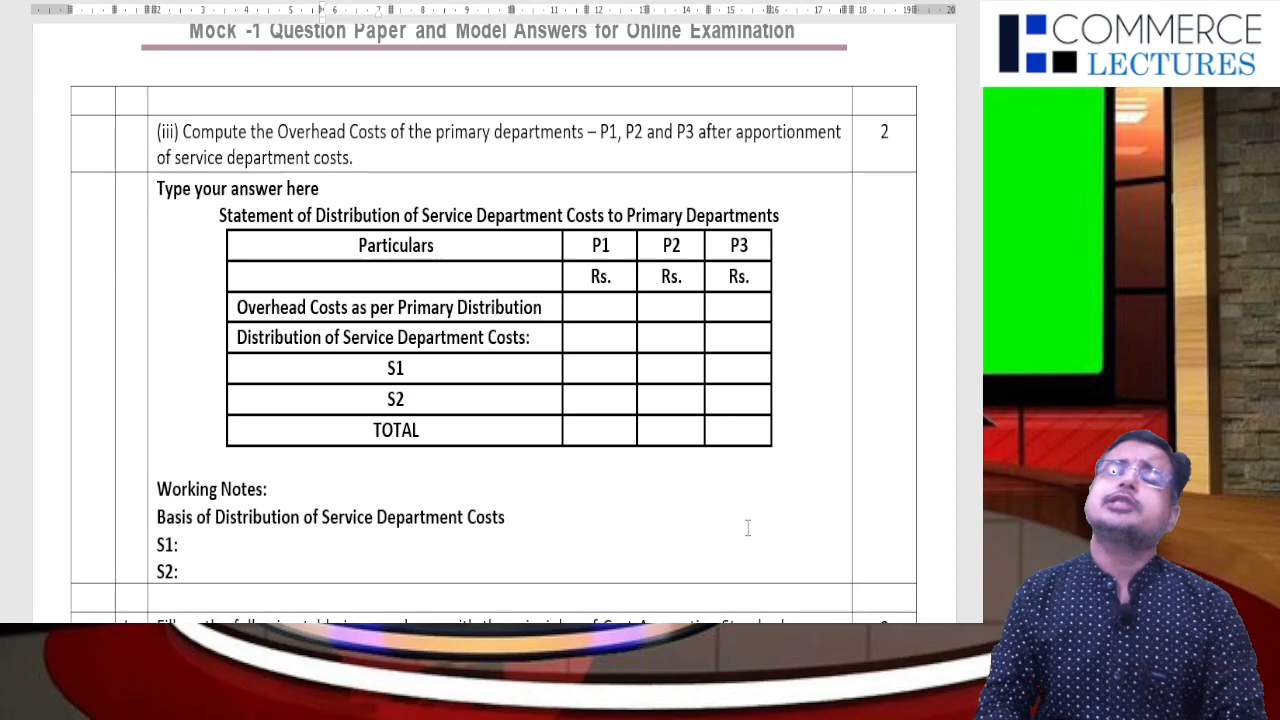 COMMERCE
LECTURES
Mock -1 Question Paper and Model Answers for Online Examination
(iii) Compute the Overhead Costs of the primary departments – P1, P2 and P3 after apportionment 2
of service department costs.
Type your answer here
Statement of Distribution of Service Department Costs to Primary Departments
Particulars P1 P2 P3
Rs. Rs. Rs.
Overhead Costs as per Primary Distribution
Distribution of Service Department Costs:
S1
S2
TOTAL
Working Notes:
Basis of Distribution of Service Department Costs
S1:
S2: